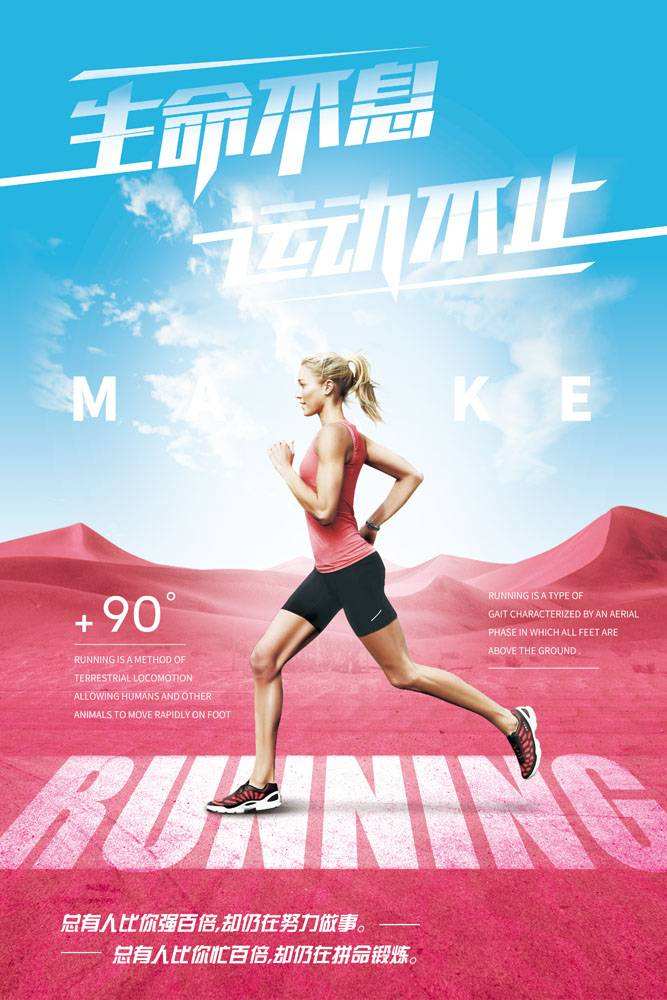 生命不息
运动不止
MAKE
+90°
RUNNING IS A METHOD OF
TERRESTRIAL LOCOMOTION
ALLOWING HUMANS AND OTHER
ANIMALS TO MOVE RAPIDLY ON FOOT
RUNNING IS A TYPE OF
GAIT CHARACTERIZED BY AN AERIAL
PHASE IN WHICH ALL FEET ARE
ABOVE THE GROUND .
RUNNING
总有人比你强百倍,却仍在努力做事。
总有人比你忙百倍,却仍在拼命锻炼。